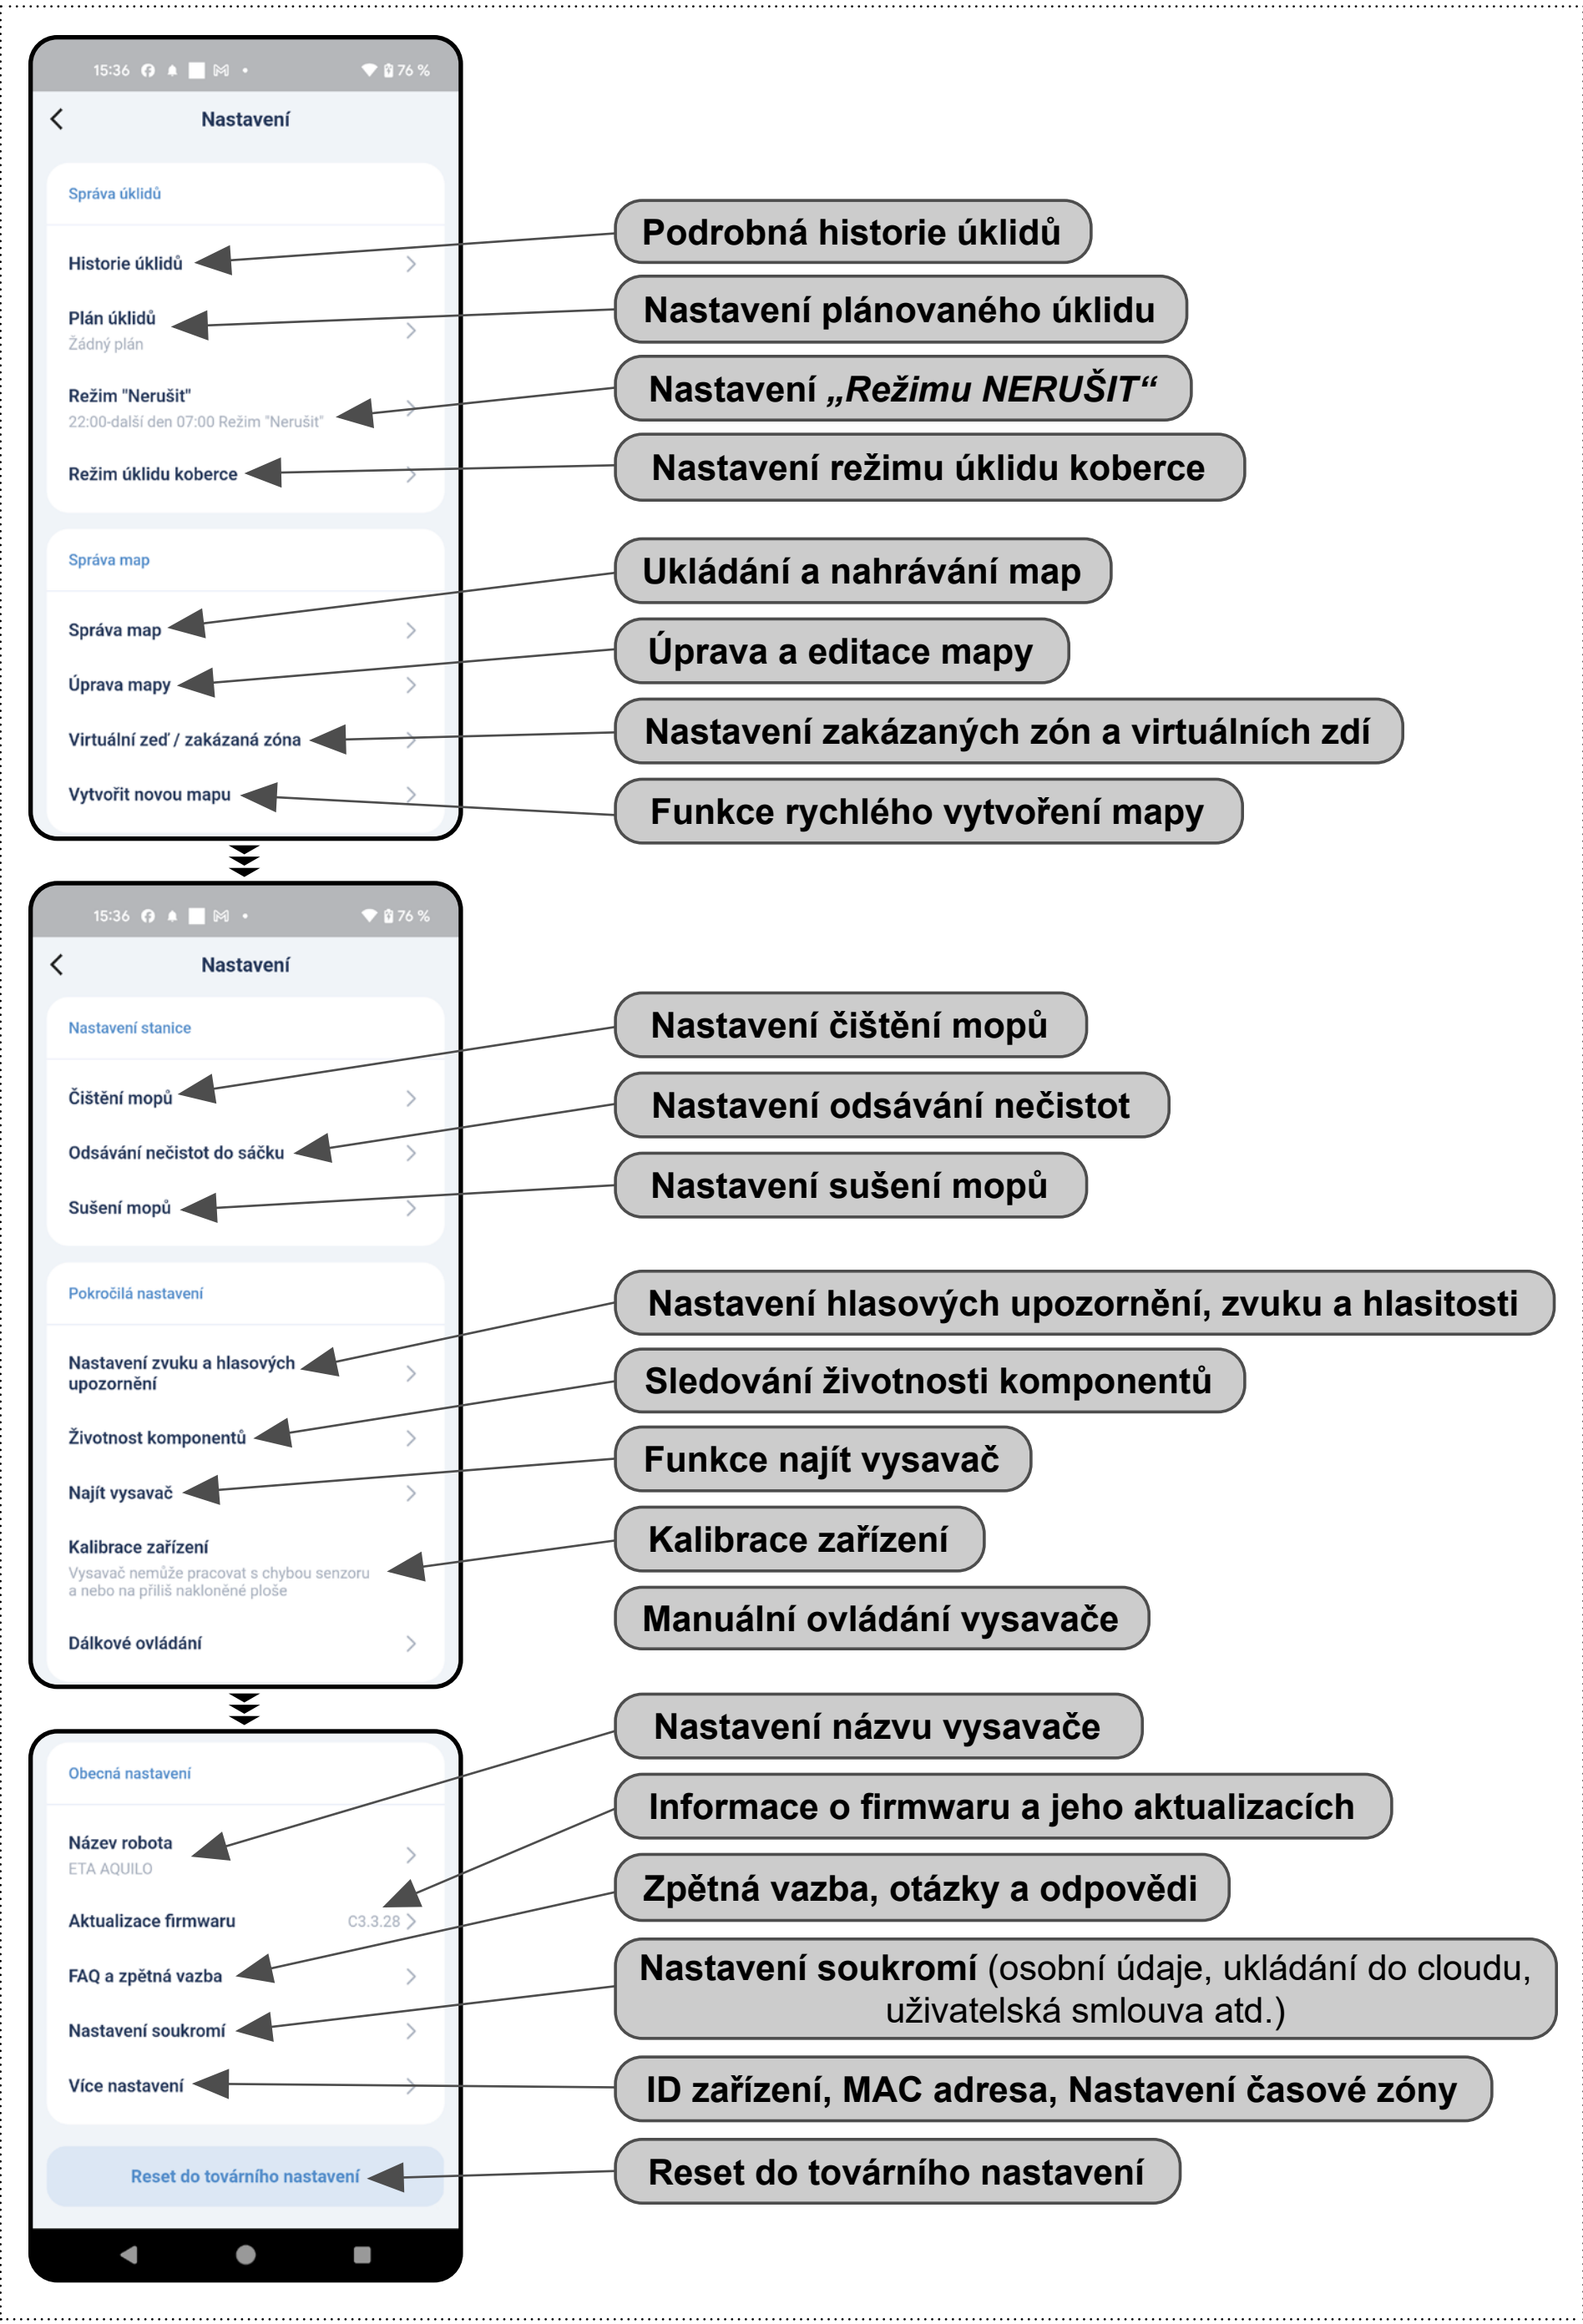 15:36
76 %
Nastavení
Správa úklidů
Historie úklidů
Plán úklidů
Žádný plán
Režim "Nerušit"
22:00-další den 07:00 Režim "Nerušit"
Režim úklidu koberce
Správa map
Správa map
Úprava mapy
Virtuální zeď / zakázaná zóna
Vytvořit novou mapu
Podrobná historie úklidů
Nastavení plánovaného úklidu
Nastavení „Režimu NERUŠIT“
Nastavení režimu úklidu koberce
Ukládání a nahrávání map
Úprava a editace mapy
Nastavení zakázaných zón a virtuálních zdí
Funkce rychlého vytvoření mapy
15:36
76 %
Nastavení
Nastavení stanice
Čištění mopů
Odsávání nečistot do sáčku
Sušení mopů
Pokročilá nastavení
Nastavení zvuku a hlasových
upozornění
Životnost komponentů
Najít vysavač
Kalibrace zařízení
Vysavač nemůže pracovat s chybou senzoru
a nebo na příliš nakloněné ploše
Dálkové ovládání
Nastavení čištění mopů
Nastavení odsávání nečistot
Nastavení sušení mopů
Nastavení hlasových upozornění, zvuku a hlasitosti
Sledování životnosti komponentů
Funkce najít vysavač
Kalibrace zařízení
Manuální ovládání vysavače
Obecná nastavení
Název robota
ETA AQUILO
Aktualizace firmwaru
C3.3.28
FAQ a zpětná vazba
Nastavení soukromí
Více nastavení
Reset do továrního nastavení
Nastavení názvu vysavače
Informace o firmwaru a jeho aktualizacích
Zpětná vazba, otázky a odpovědi
Nastavení soukromí (osobní údaje, ukládání do cloudu,
uživatelská smlouva atd.)
ID zařízení, MAC adresa, Nastavení časové zóny
Reset do továrního nastavení